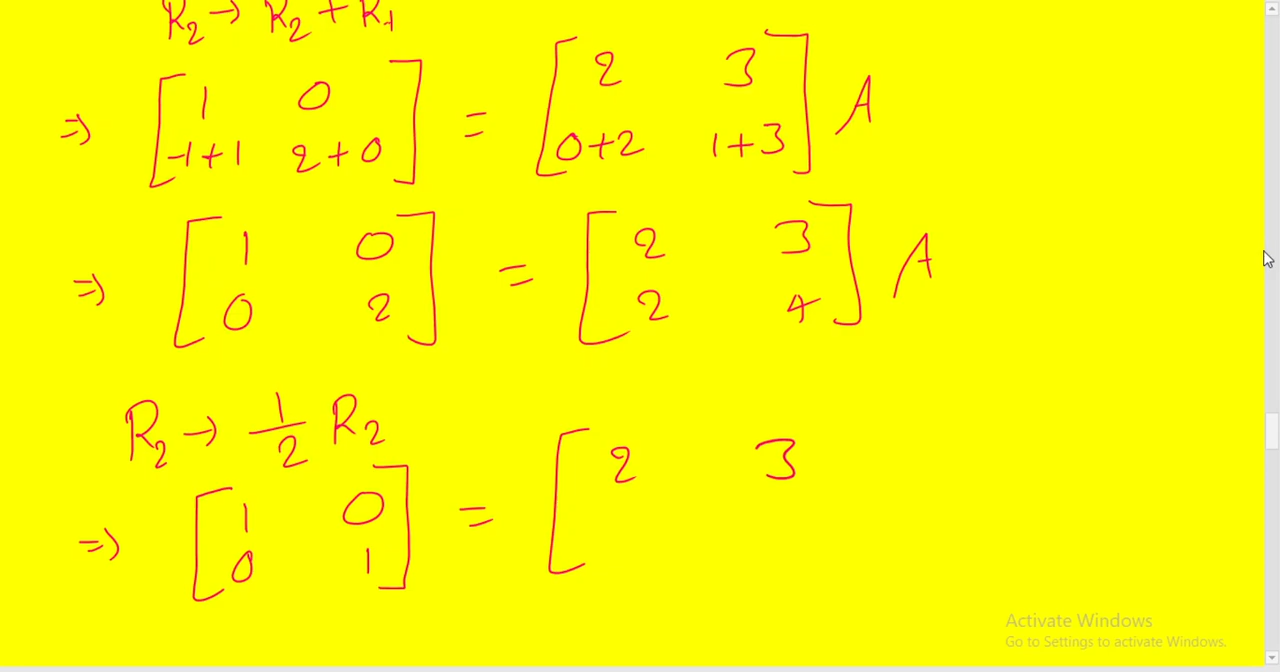 R₂ → R₂ + R₁
⇒ [ 1 0 ] = [ 2 3 ] A
[ -1+1 2+0 ] [ 0+2 1+3 ]
⇒ [ 1 0 ] = [ 2 3 ] A
[ 0 2 ] [ 2 4 ]
R₂ → 1/2 R₂
⇒ [ 1 0 ] = [ 2 3
[ 0 1 ]
Activate Windows
Go to Settings to activate Windows.